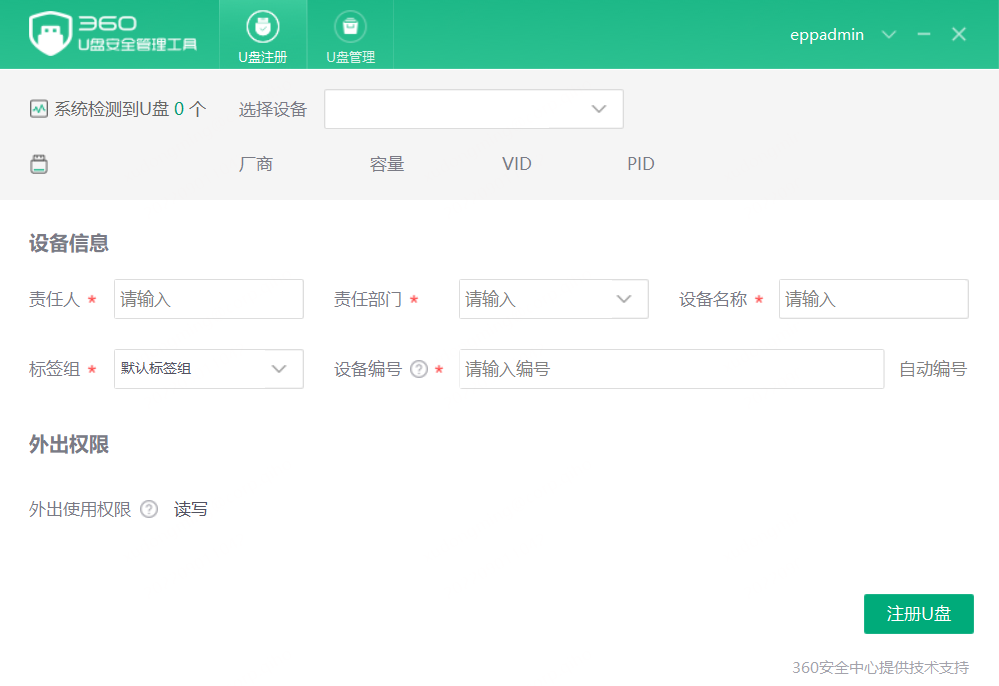 360
U盘安全管理工具
U盘注册
U盘管理
eppadmin
系统检测到U盘 0 个
选择设备
厂商
容量
VID
PID
设备信息
责任人 *
请输入
责任部门 *
请输入
设备名称 *
请输入
标签组 *
默认标签组
设备编号 ? *
请输入编号
自动编号
外出权限
外出使用权限 ?
读写
注册U盘
360安全中心提供技术支持